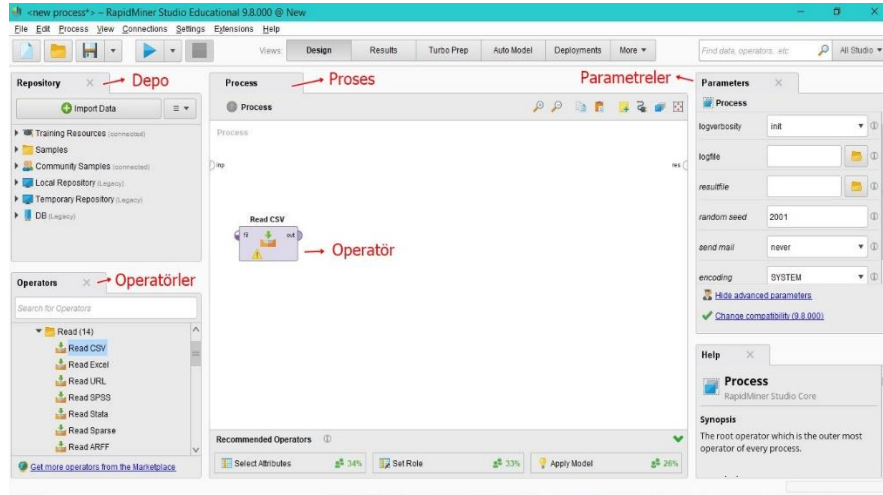 <new process*> – RapidMiner Studio Educational 9.8.000 @ New
File Edit Process View Connections Settings Extensions Help
Views: Design Results Turbo Prep Auto Model Deployments More
Find data, operators...etc All Studio
Repository Depo
Import Data
Training Resources (connected)
Samples
Community Samples (connected)
Local Repository (Legacy)
Temporary Repository (Legacy)
DB (Legacy)
Operators Operatörler
Search for Operators
Read (14)
Read CSV
Read Excel
Read URL
Read SPSS
Read Stata
Read Sparse
Read ARFF
Get more operators from the Marketplace
Process Proses
Process
Process
inp
res
Read CSV
fil out
Operatör
Recommended Operators
Select Attributes 34% Set Role 33% Apply Model 26%
Parametreler Parameters
Process
logverbosity init
logfile
resultfile
random seed 2001
send mail never
encoding SYSTEM
Hide advanced parameters
Change compatibility (9.8.000)
Help
Process
RapidMiner Studio Core
Synopsis
The root operator which is the outer most
operator of every process.